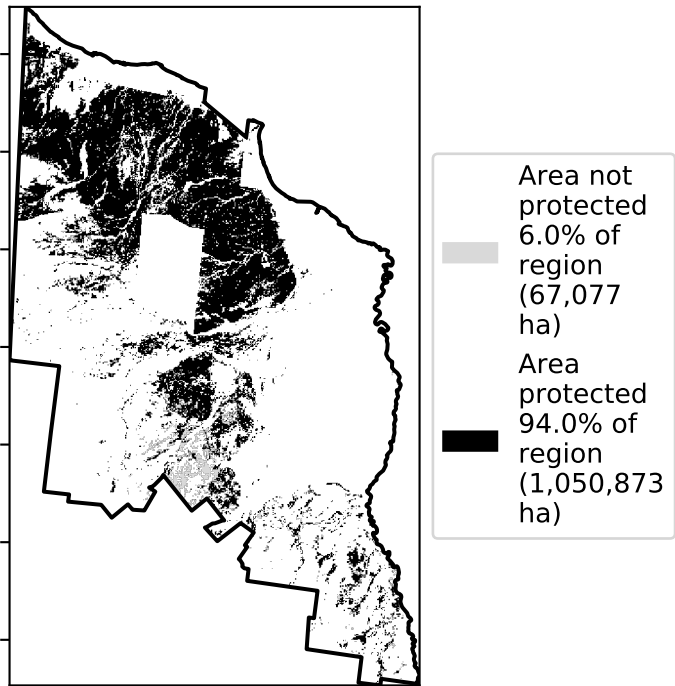 Area not
protected
6.0% of
region
(67,077
ha)
Area
protected
94.0% of
region
(1,050,873
ha)